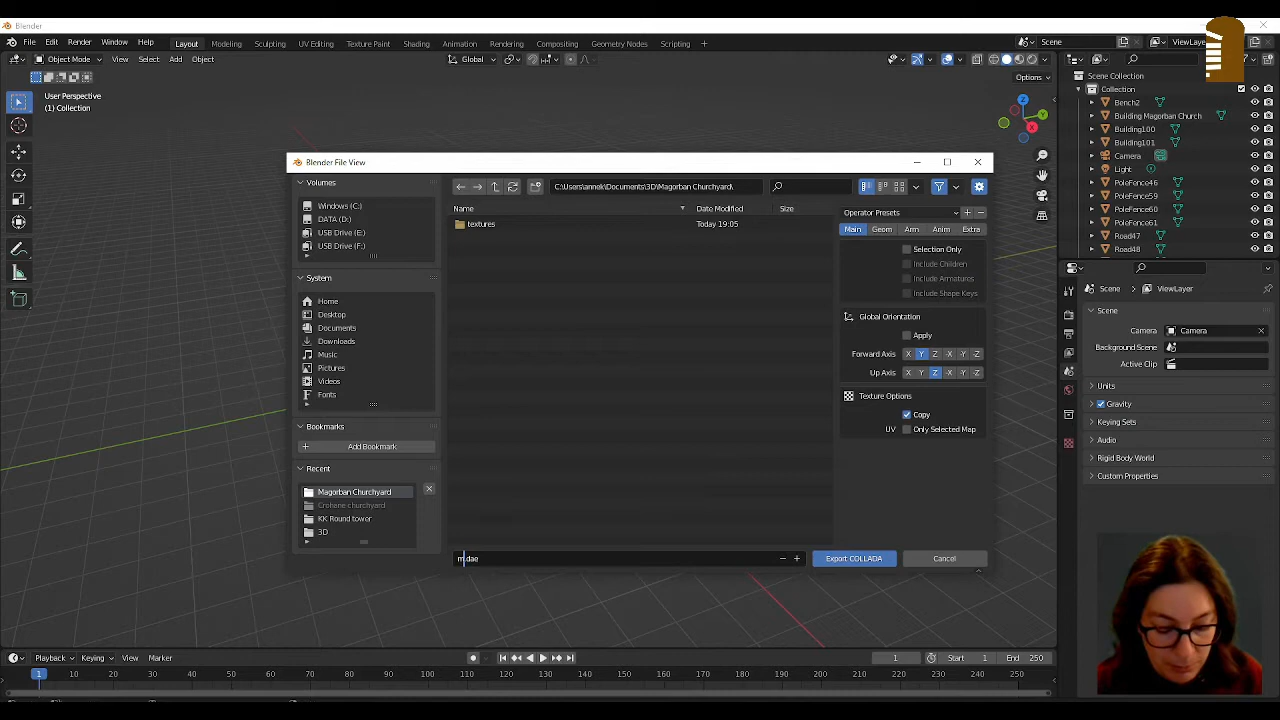 Blender
File Edit Render Window Help Layout Modeling Sculpting UV Editing Texture Paint Shading Animation Rendering Compositing Geometry Nodes Scripting + Scene ViewLayer
Object Mode View Select Add Object Global
Options
User Perspective
(1) Collection
Z
Y
X
Scene Collection
Collection
Bench2
Building Magorban Church
Building100
Building101
Camera
Light
PoleFence46
PoleFence59
PoleFence60
PoleFence61
Road47
Road48
Blender File View
Volumes
Windows (C:)
DATA (D:)
USB Drive (E:)
USB Drive (F:)
System
Home
Desktop
Documents
Downloads
Music
Pictures
Videos
Fonts
Bookmarks
Add Bookmark
Recent
Magorban Churchyard
Crohane churchyard
KK Round tower
3D
C:\Users\annek\Documents\3D\Magorban Churchyard\
Name Date Modified Size
textures Today 19:05
Operator Presets
Main Geom Arm Anim Extra
Selection Only
Include Children
Include Armatures
Include Shape Keys
Global Orientation
Apply
Forward Axis X Y Z -X -Y -Z
Up Axis X Y Z -X -Y -Z
Texture Options
Copy
UV Only Selected Map
m.dae
Export COLLADA Cancel
Scene ViewLayer
Scene
Camera Camera
Background Scene
Active Clip
Units
Gravity
Keying Sets
Audio
Rigid Body World
Custom Properties
Playback Keying View Marker
1 Start 1 End 250
1 10 20 30 40 50 60 70 80 90 100 110 120 130 140 150 160 170 180 190 200 210 220 230 240 250